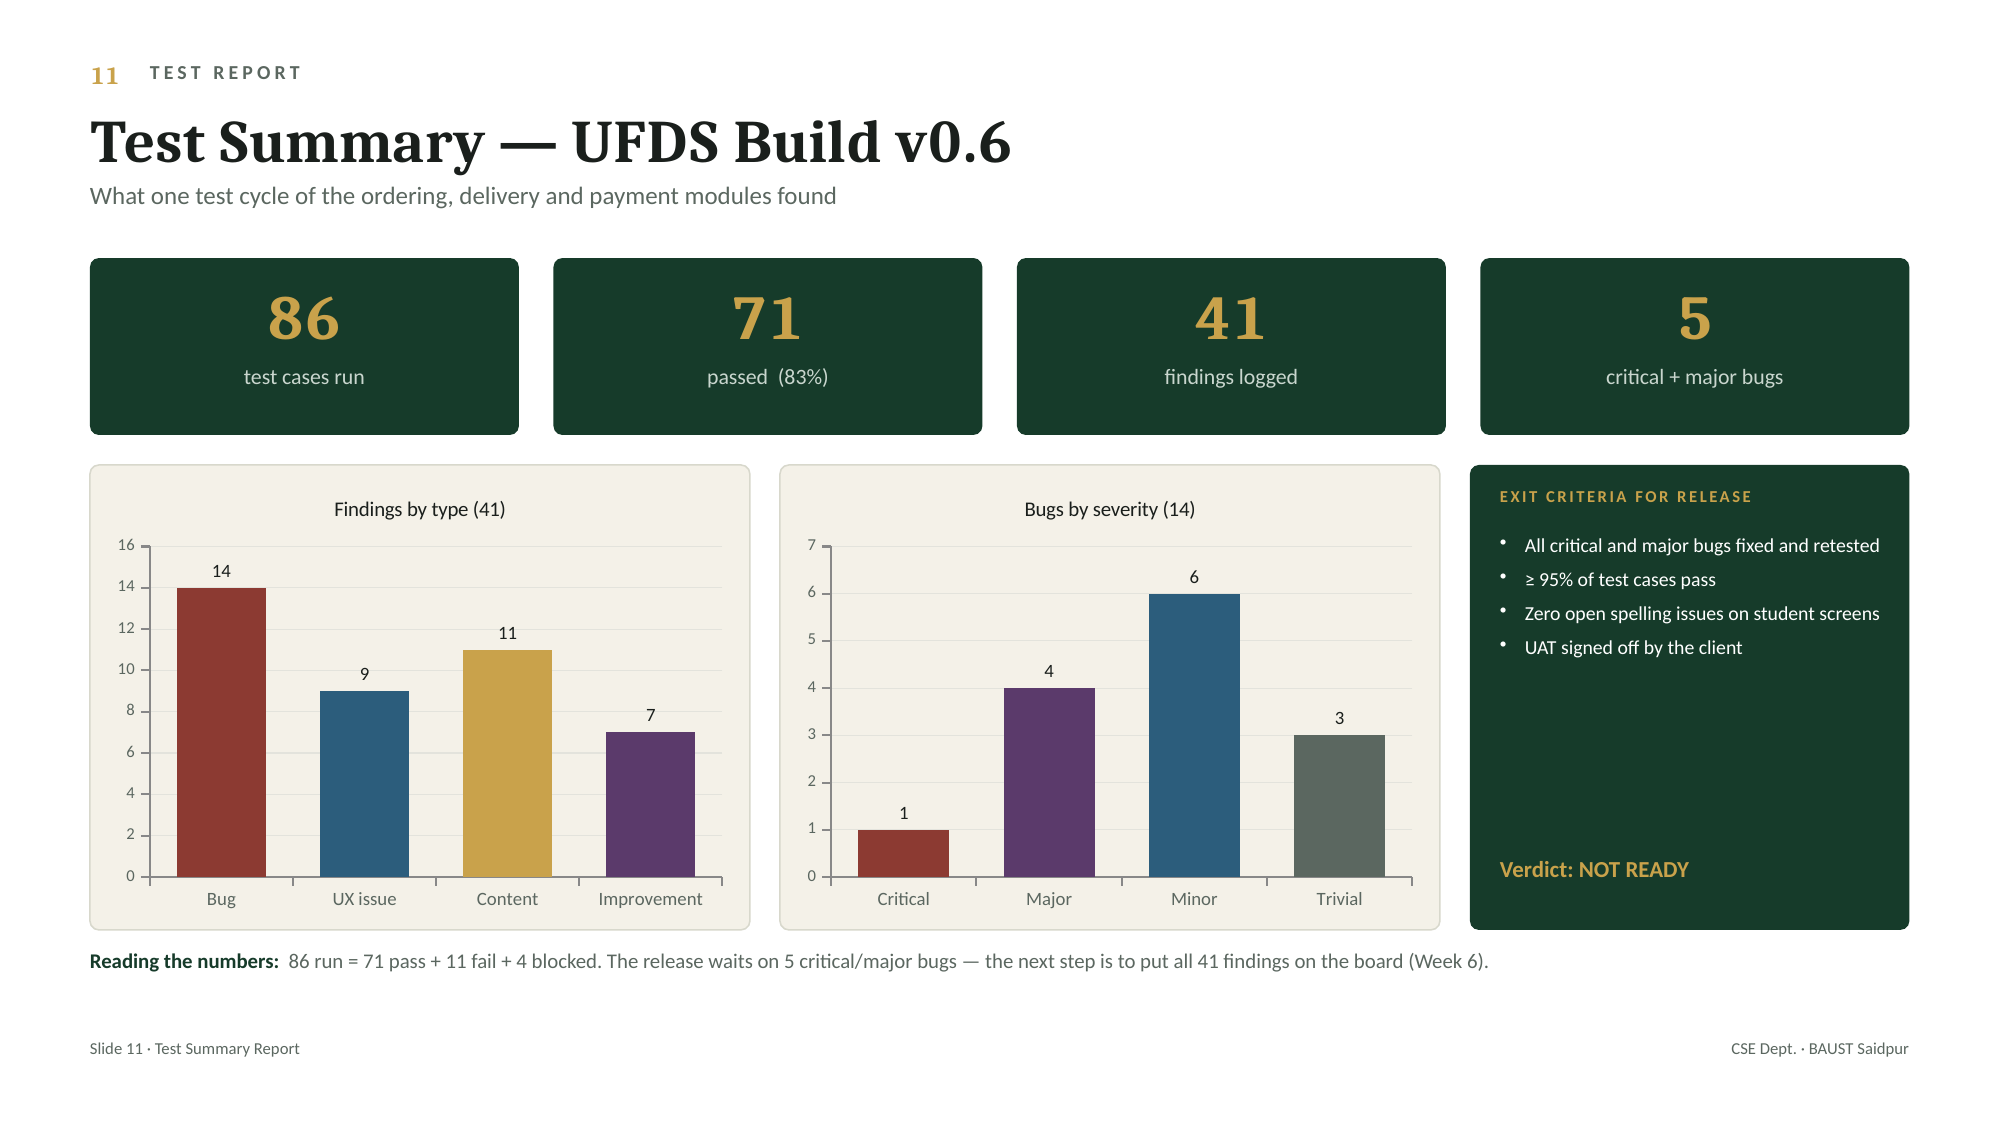 11 TEST REPORT
Test Summary — UFDS Build v0.6
What one test cycle of the ordering, delivery and payment modules found
86
test cases run
71
passed (83%)
41
findings logged
5
critical + major bugs
Findings by type (41)
16
14
12
10
8
6
4
2
0
14
9
11
7
Bug UX issue Content Improvement
Bugs by severity (14)
7
6
5
4
3
2
1
0
1
4
6
3
Critical Major Minor Trivial
EXIT CRITERIA FOR RELEASE
• All critical and major bugs fixed and retested
• ≥ 95% of test cases pass
• Zero open spelling issues on student screens
• UAT signed off by the client
Verdict: NOT READY
Reading the numbers: 86 run = 71 pass + 11 fail + 4 blocked. The release waits on 5 critical/major bugs — the next step is to put all 41 findings on the board (Week 6).
Slide 11 · Test Summary Report
CSE Dept. · BAUST Saidpur